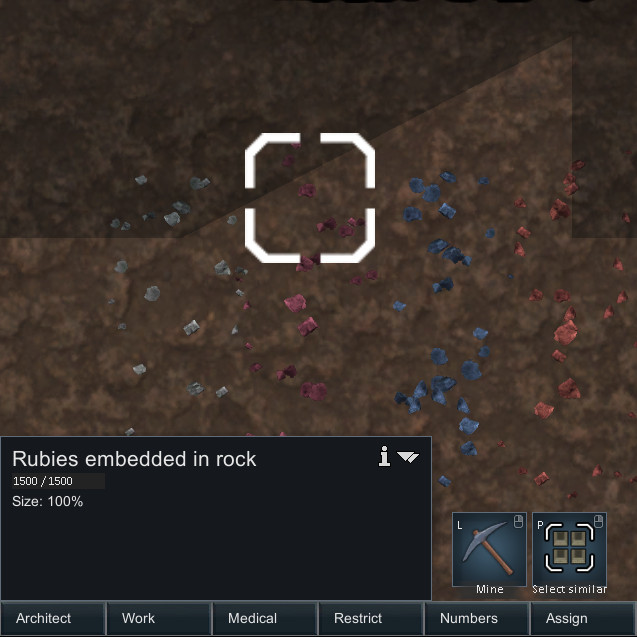 Rubies embedded in rock
i
1500 / 1500
Size: 100%
L
P
Mine
Select similar
Architect
Work
Medical
Restrict
Numbers
Assign